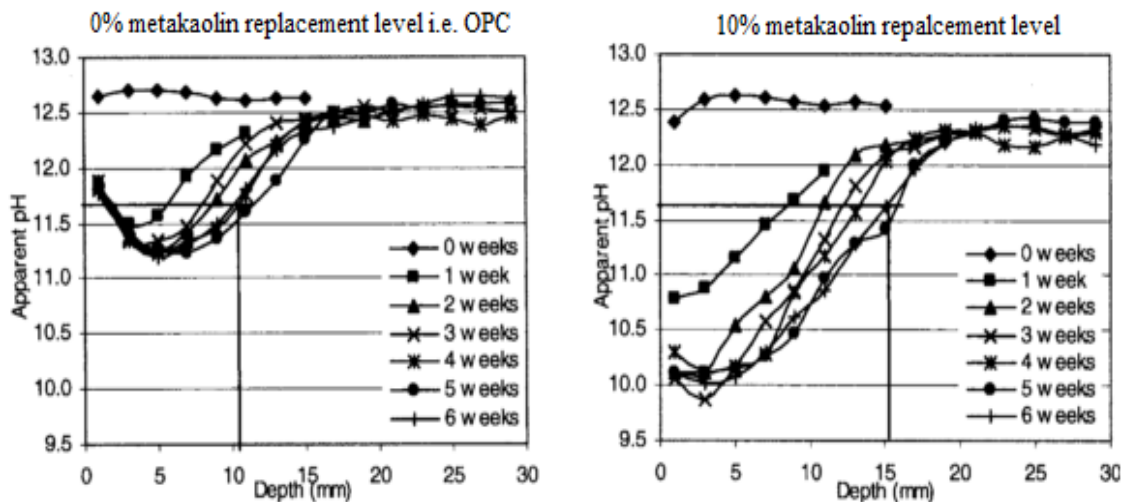 0% metakaolin replacement level i.e. OPC
13.0
12.5
12.0
11.5
11.0
10.5
10.0
9.5
Apparent pH
0 weeks
1 week
2 weeks
3 weeks
4 weeks
5 weeks
6 weeks
0 5 10 15 20 25 30
Depth (mm)
10% metakaolin repalcement level
13.0
12.5
12.0
11.5
11.0
10.5
10.0
9.5
Apparent pH
0 weeks
1 week
2 weeks
3 weeks
4 weeks
5 weeks
6 weeks
0 5 10 15 20 25 30
Depth (mm)